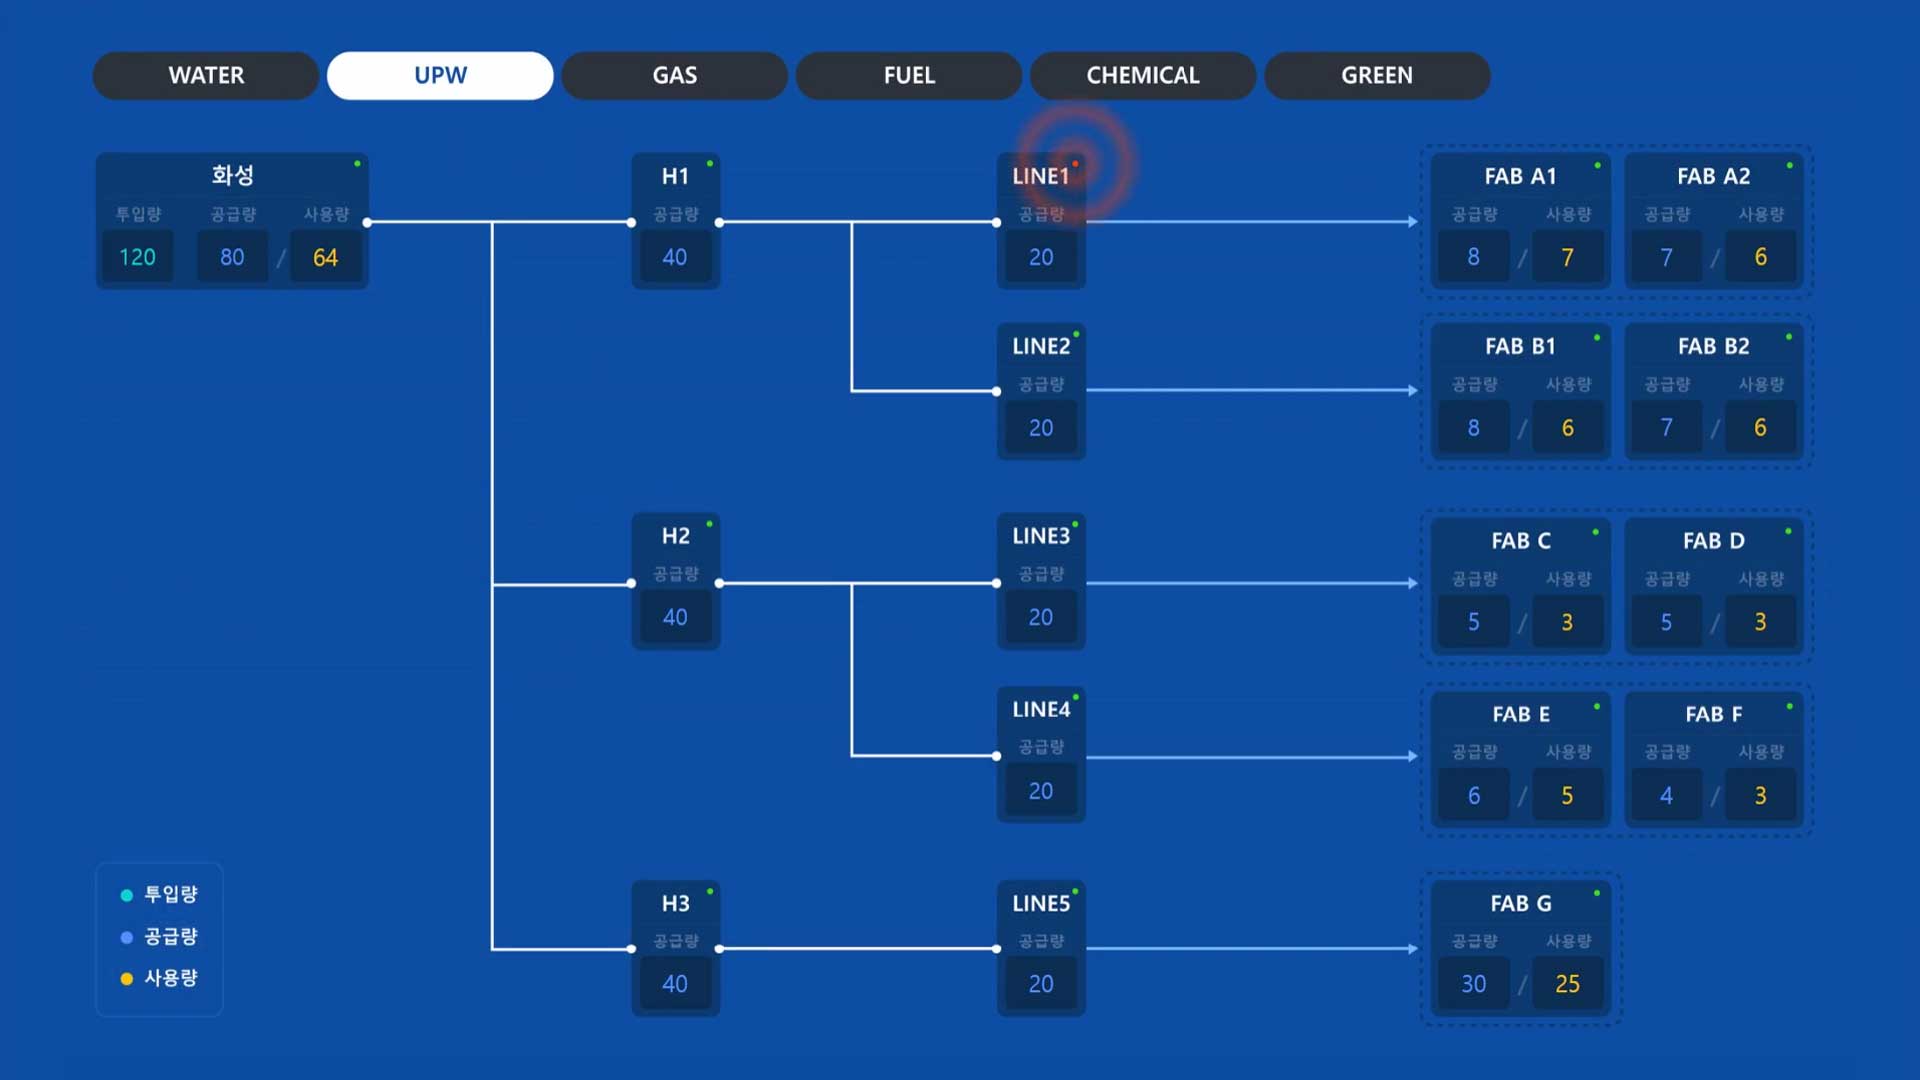 WATER UPW GAS FUEL CHEMICAL GREEN
화성 H1 LINE1 FAB A1 FAB A2
투입량 공급량 사용량 공급량 공급량 공급량 사용량 공급량 사용량
120 80 / 64 40 20 8 / 7 7 / 6
LINE2 FAB B1 FAB B2
공급량 공급량 사용량 공급량 사용량
20 8 / 6 7 / 6
H2 LINE3 FAB C FAB D
공급량 공급량 공급량 사용량 공급량 사용량
40 20 5 / 3 5 / 3
LINE4 FAB E FAB F
공급량 공급량 사용량 공급량 사용량
20 6 / 5 4 / 3
H3 LINE5 FAB G
공급량 공급량 공급량 사용량
40 20 30 / 25
투입량
공급량
사용량